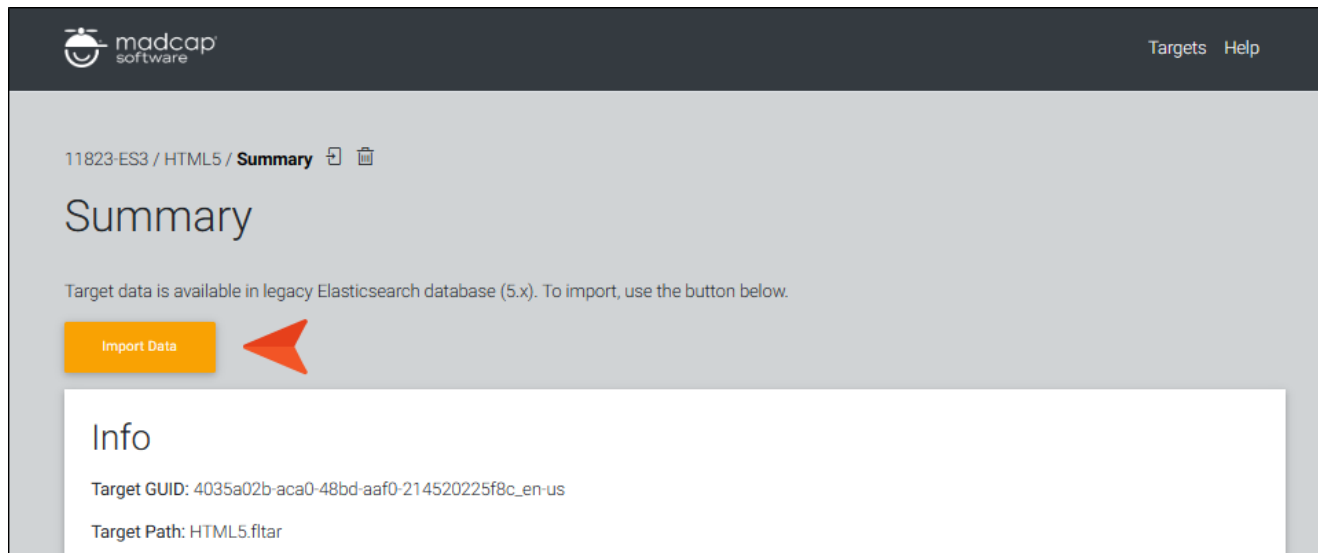 madcap
software
Targets Help
11823-ES3 / HTML5 / Summary
Summary
Target data is available in legacy Elasticsearch database (5.x). To import, use the button below.
Import Data
Info
Target GUID: 4035a02b-aca0-48bd-aaf0-214520225f8c_en-us
Target Path: HTML5.fltar